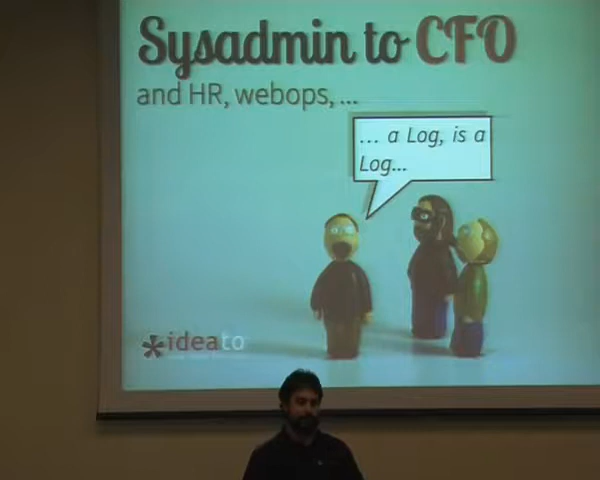 Sysadmin to CFO
and HR, webops, ...
... a Log, is a
Log...
*ideato